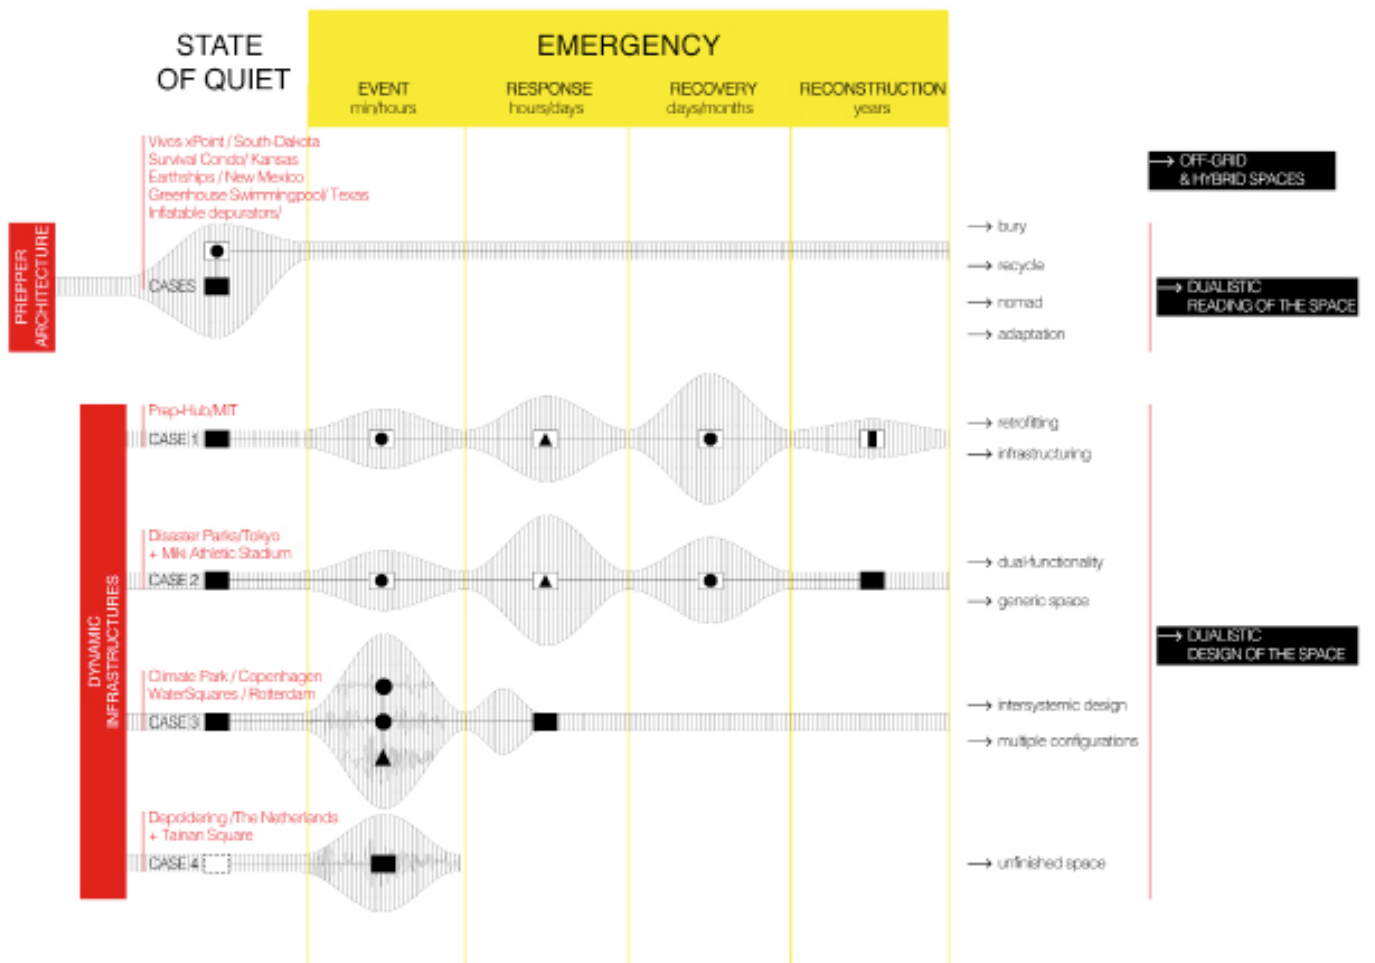 STATE
OF QUIET
EMERGENCY
EVENT
min/hours
RESPONSE
hours/days
RECOVERY
days/months
RECONSTRUCTION
years
Vivos xPoint / South-Dakota
Survival Condo/ Kansas
Earthships / New Mexico
Greenhouse Swimmingpool/ Texas
Inflatable depurators/
PREPPER
ARCHITECTURE
CASES
→ bury
→ recycle
→ nomad
→ adaptation
→ OFF-GRID
& HYBRID SPACES
→ DUALISTIC
READING OF THE SPACE
DYNAMIC
INFRASTRUCTURES
Prep-Hub/MIT
CASE 1
→ retrofitting
→ infrastructuring
Disaster Parks/Tokyo
+ Miki Athletic Stadium
CASE 2
→ dual-functionality
→ generic space
→ DUALISTIC
DESIGN OF THE SPACE
Climate Park / Copenhagen
WaterSquares / Rotterdam
CASE 3
→ intersystemic design
→ multiple configurations
Depoldering /The Netherlands
+ Tainan Square
CASE 4
→ unfinished space